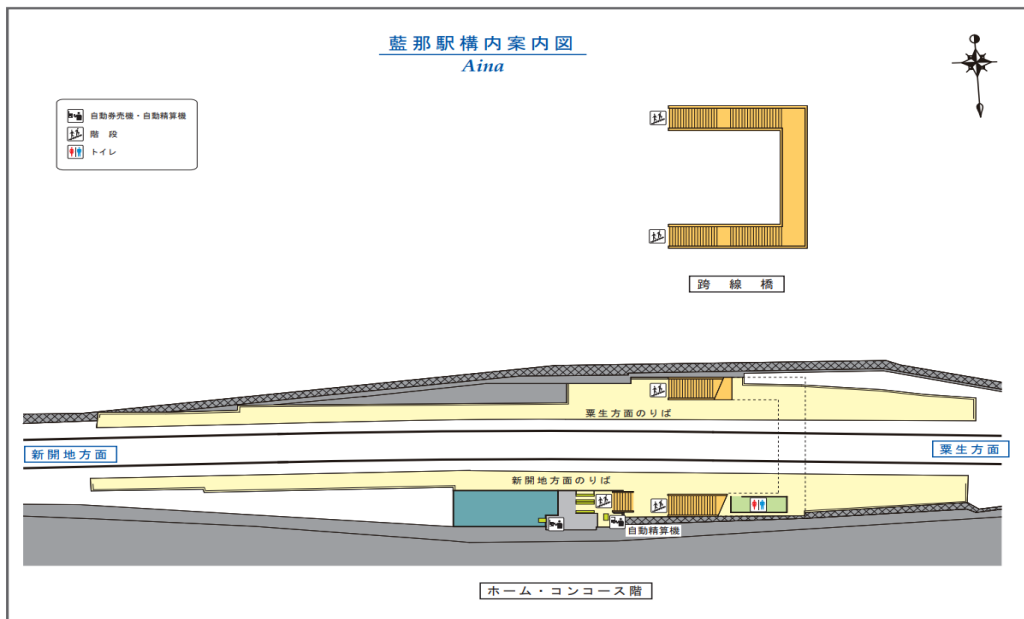 藍那駅構内案内図
Aina
自動券売機・自動精算機
階 段
トイレ
跨 線 橋
粟生方面のりば
新開地方面
粟生方面
新開地方面のりば
自動精算機
ホーム・コンコース階